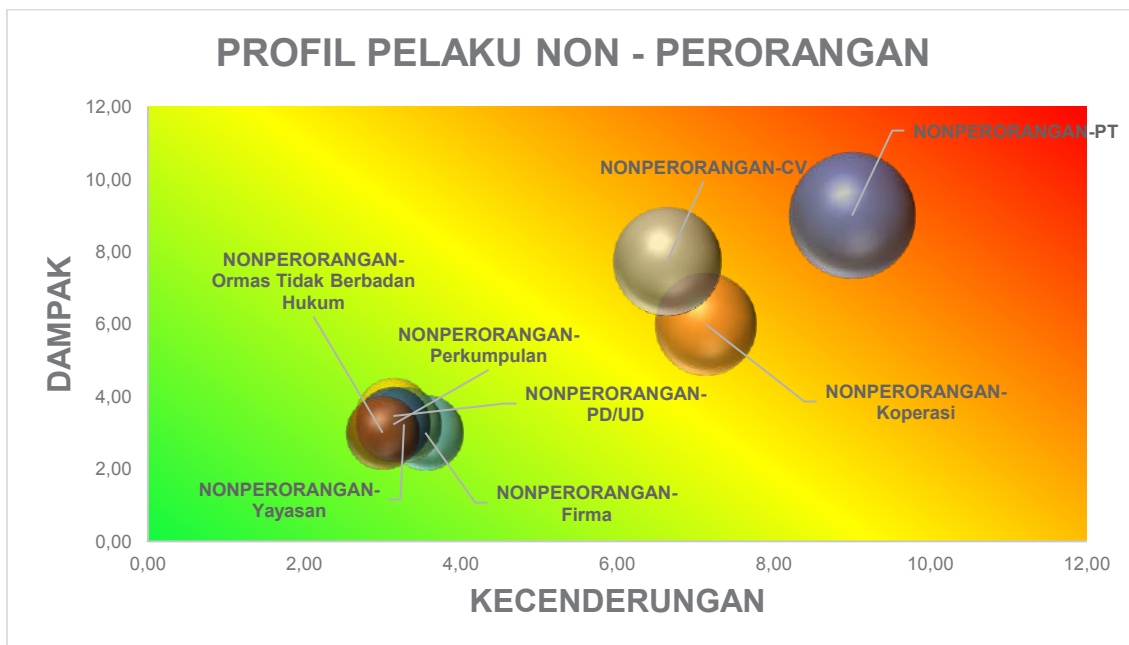 PROFIL PELAKU NON - PERORANGAN
DAMPAK
12,00
10,00
8,00
6,00
4,00
2,00
0,00
NONPERORANGAN-PT
NONPERORANGAN-CV
NONPERORANGAN-
Ormas Tidak Berbadan
Hukum
NONPERORANGAN-
Perkumpulan
NONPERORANGAN-
PD/UD
NONPERORANGAN-
Koperasi
NONPERORANGAN-
Yayasan
NONPERORANGAN-
Firma
0,00 2,00 4,00 6,00 8,00 10,00 12,00
KECENDERUNGAN